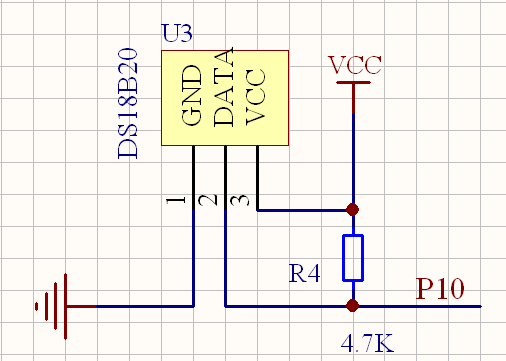 U3
DS18B20
GND
DATA
VCC
VCC
1
2
3
R4
P10
4.7K